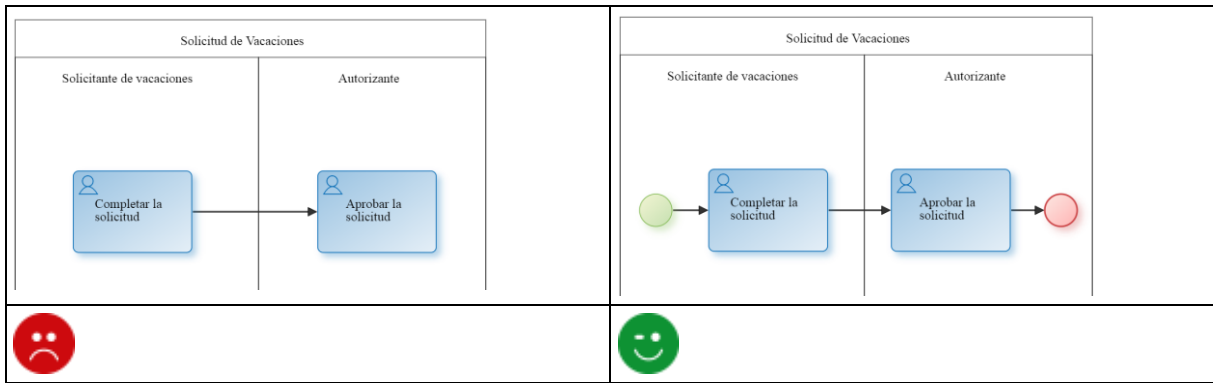 Solicitud de Vacaciones
Solicitante de vacaciones
Autorizante
Completar la
solicitud
Aprobar la
solicitud
Solicitud de Vacaciones
Solicitante de vacaciones
Autorizante
Completar la
solicitud
Aprobar la
solicitud